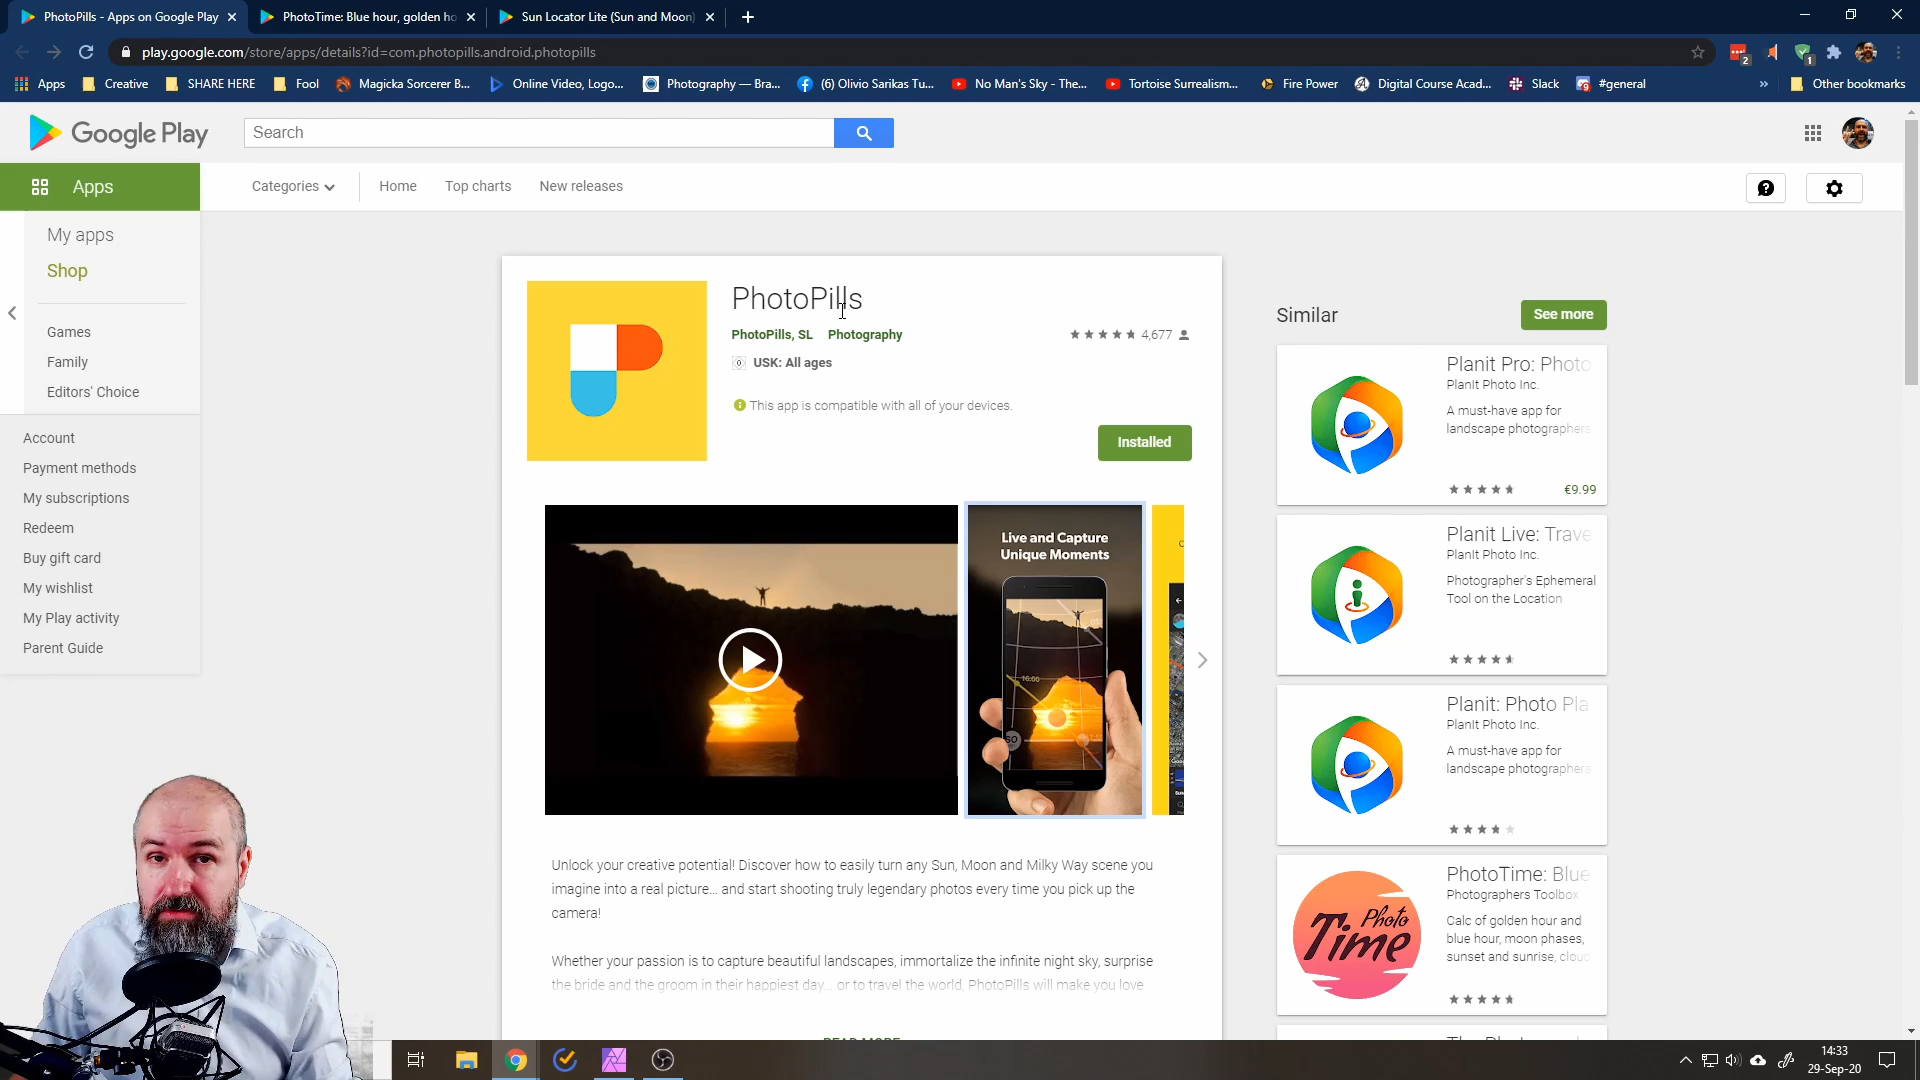 PhotoPills - Apps on Google Play
PhotoTime: Blue hour, golden ho
Sun Locator Lite (Sun and Moon)
play.google.com/store/apps/details?id=com.photopills.android.photopills
2
1
Apps
Creative
SHARE HERE
Fool
Magicka Sorcerer B...
Online Video, Logo...
Photography — Bra...
(6) Olivio Sarikas Tu...
No Man's Sky - The...
Tortoise Surrealism...
Fire Power
Digital Course Acad...
Slack
#general
Other bookmarks
Google Play
Search
Apps
Categories
Home
Top charts
New releases
My apps
Shop
Games
Family
Editors' Choice
Account
Payment methods
My subscriptions
Redeem
Buy gift card
My wishlist
My Play activity
Parent Guide
PhotoPills
PhotoPills, SL
Photography
4,677
USK: All ages
This app is compatible with all of your devices.
Installed
Live and Capture
Unique Moments
16:00
Unlock your creative potential! Discover how to easily turn any Sun, Moon and Milky Way scene you
imagine into a real picture... and start shooting truly legendary photos every time you pick up the
camera!
Whether your passion is to capture beautiful landscapes, immortalize the infinite night sky, surprise
the bride and the groom in their happiest day... or to travel the world, PhotoPills will make you love
Similar
See more
Planit Pro: Photo
PlanIt Photo Inc.
A must-have app for
landscape photographers
€9.99
Planit Live: Trave
PlanIt Photo Inc.
Photographer's Ephemeral
Tool on the Location
Planit: Photo Pla
PlanIt Photo Inc.
A must-have app for
landscape photographers
Photo
Time
PhotoTime: Blue
Photographers Toolbox
Calc of golden hour and
blue hour, moon phases,
sunset and sunrise, cloud
14:33
29-Sep-20